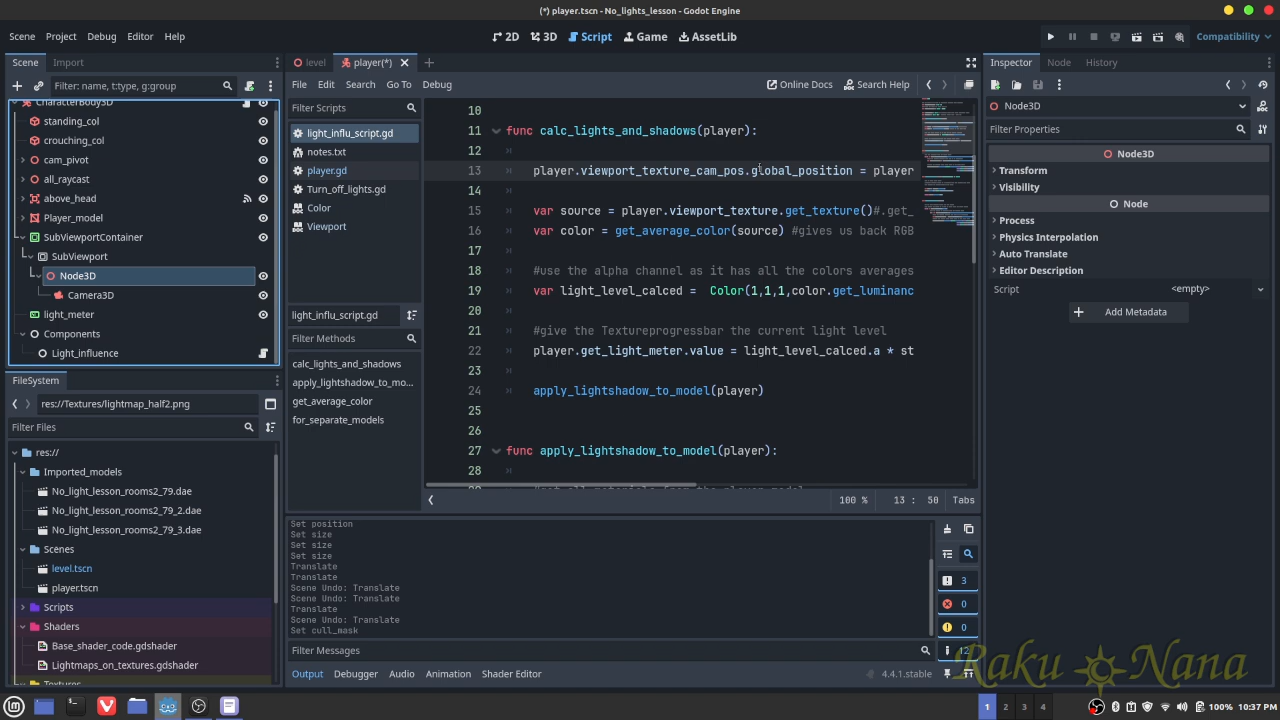 (*) player.tscn - No_lights_lesson - Godot Engine
Scene Project Debug Editor Help
2D 3D Script Game AssetLib
Compatibility
Scene Import
level player(*)
Inspector Node History
Filter: name, t:type, g:group
File Edit Search Go To Debug
Online Docs Search Help
CharacterBody3D
standing_col
crouching_col
cam_pivot
all_raycast
above_head
Player_model
SubViewportContainer
SubViewport
Node3D
Camera3D
light_meter
Components
Light_influence
Filter Scripts
light_influ_script.gd
notes.txt
player.gd
Turn_off_lights.gd
Color
Viewport
light_influ_script.gd
Filter Methods
calc_lights_and_shadows
apply_lightshadow_to_mo...
get_average_color
for_separate_models
10
11 func calc_lights_and_shadows(player):
12
13 player.viewport_texture_cam_pos.global_position = player
14
15 var source = player.viewport_texture.get_texture()#.get_
16 var color = get_average_color(source) #gives us back RGB
17
18 #use the alpha channel as it has all the colors averages
19 var light_level_calced = Color(1,1,1,color.get_luminanc
20
21 #give the Textureprogressbar the current light level
22 player.get_light_meter.value = light_level_calced.a * st
23
24 apply_lightshadow_to_model(player)
25
26
27 func apply_lightshadow_to_model(player):
28
100 % 13 : 50 Tabs
Node3D
Filter Properties
Node3D
Transform
Visibility
Node
Process
Physics Interpolation
Auto Translate
Editor Description
Script <empty>
Add Metadata
FileSystem
res://Textures/lightmap_half2.png
Filter Files
res://
Imported_models
No_light_lesson_rooms2_79.dae
No_light_lesson_rooms2_79_2.dae
No_light_lesson_rooms2_79_3.dae
Scenes
level.tscn
player.tscn
Scripts
Shaders
Base_shader_code.gdshader
Lightmaps_on_textures.gdshader
Textures
Set position
Set size
Set size
Set size
Translate
Translate
Scene Undo: Translate
Scene Undo: Translate
Translate
Scene Undo: Translate
Set cull_mask
3
0
0
12
Filter Messages
Output Debugger Audio Animation Shader Editor
4.4.1.stable
Raku Nana
1 2 3 4
100% 10:37 PM